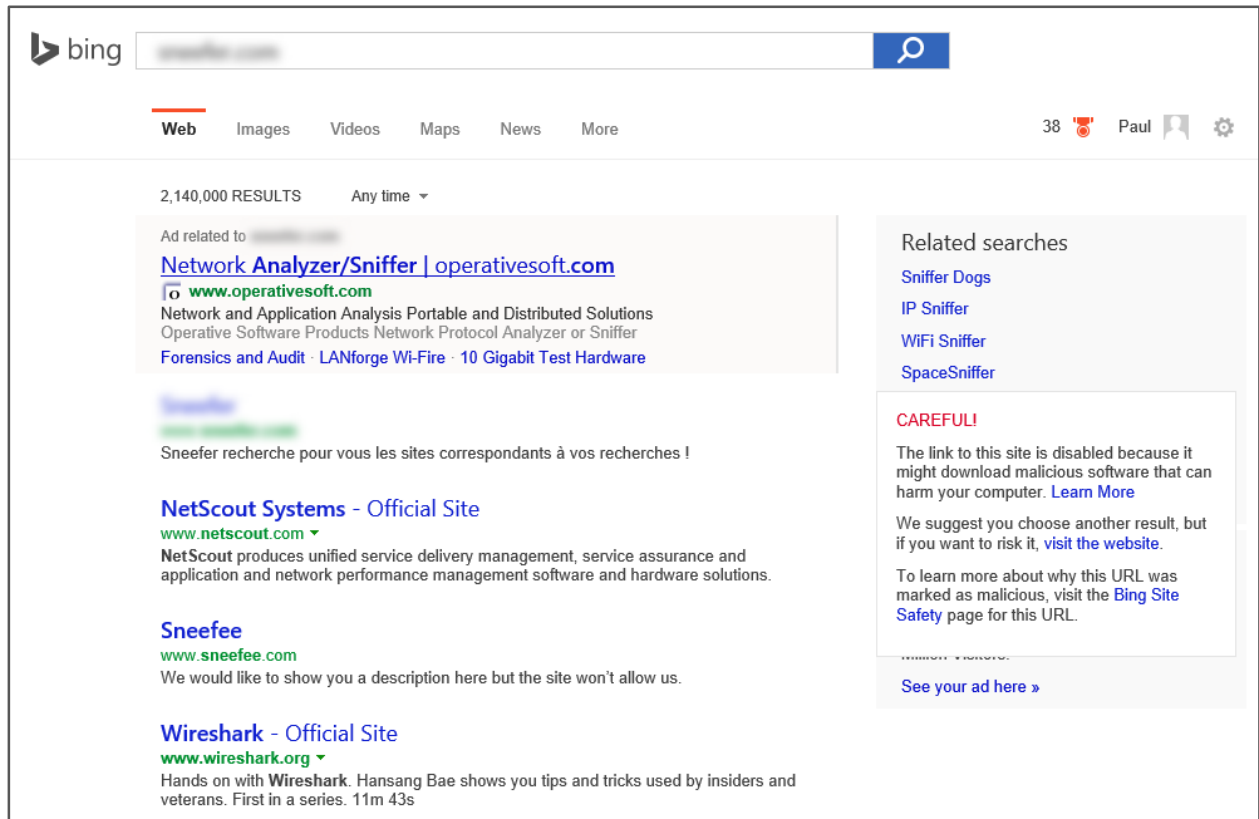 bing
Web Images Videos Maps News More
38 Paul
2,140,000 RESULTS Any time
Ad related to
Network Analyzer/Sniffer | operativesoft.com
www.operativesoft.com
Network and Application Analysis Portable and Distributed Solutions
Operative Software Products Network Protocol Analyzer or Sniffer
Forensics and Audit · LANforge Wi-Fire · 10 Gigabit Test Hardware
Sneefer recherche pour vous les sites correspondants à vos recherches !
NetScout Systems - Official Site
www.netscout.com
NetScout produces unified service delivery management, service assurance and
application and network performance management software and hardware solutions.
Sneefee
www.sneefee.com
We would like to show you a description here but the site won't allow us.
Wireshark - Official Site
www.wireshark.org
Hands on with Wireshark. Hansang Bae shows you tips and tricks used by insiders and
veterans. First in a series. 11m 43s
Related searches
Sniffer Dogs
IP Sniffer
WiFi Sniffer
SpaceSniffer
CAREFUL!
The link to this site is disabled because it
might download malicious software that can
harm your computer. Learn More
We suggest you choose another result, but
if you want to risk it, visit the website.
To learn more about why this URL was
marked as malicious, visit the Bing Site
Safety page for this URL.
See your ad here »